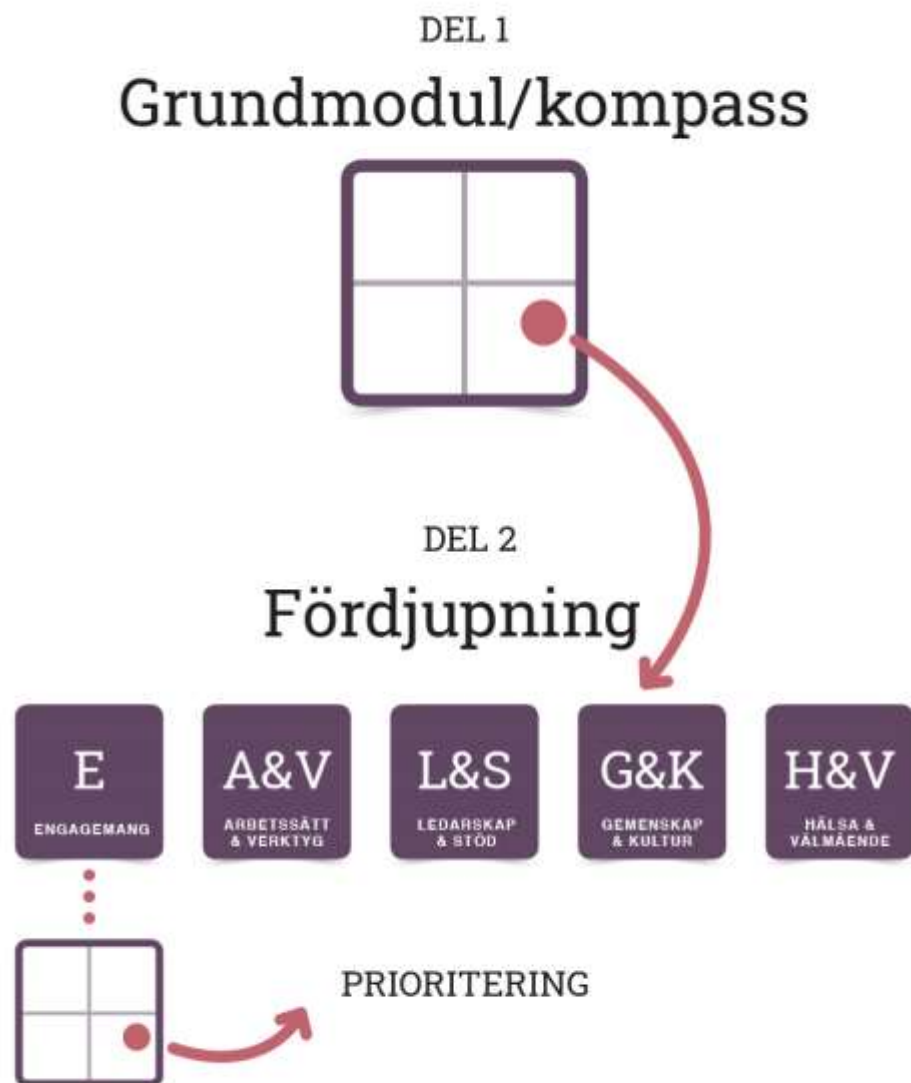 DEL 1
Grundmodul/kompass
DEL 2
Fördjupning
E
ENGAGEMANG
A&V
ARBETSSÄTT
& VERKTYG
L&S
LEDARSKAP
& STÖD
G&K
GEMENSKAP
& KULTUR
H&V
HÄLSA &
VÄLMÅENDE
PRIORITERING